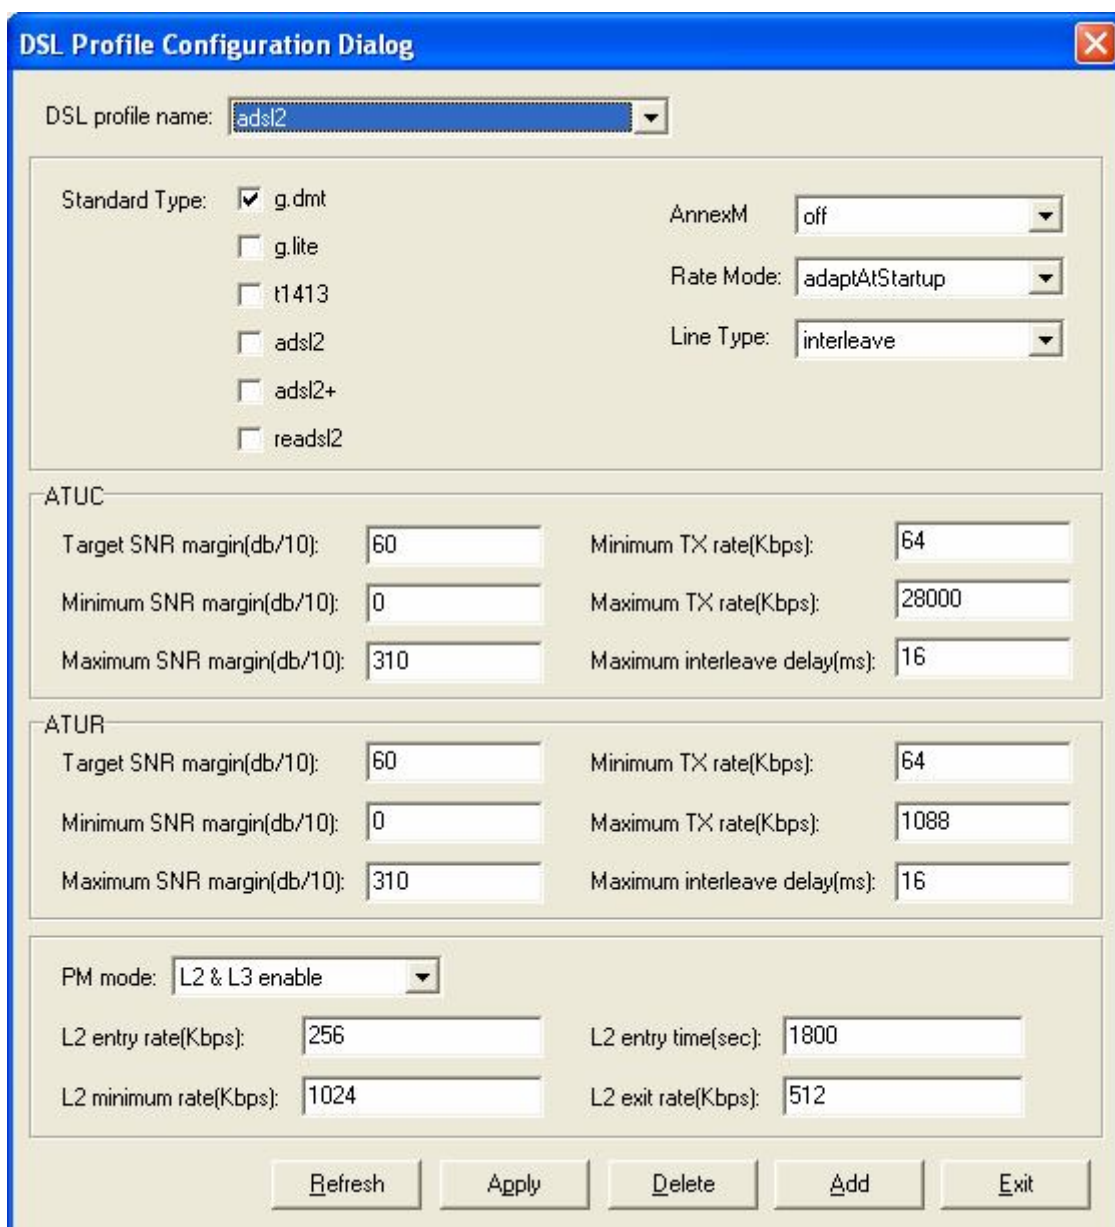 DSL Profile Configuration Dialog
DSL profile name: adsl2
Standard Type: g.dmt
g.lite
t1413
adsl2
adsl2+
readsl2
AnnexM off
Rate Mode: adaptAtStartup
Line Type: interleave
ATUC
Target SNR margin(db/10): 60 Minimum TX rate(Kbps): 64
Minimum SNR margin(db/10): 0 Maximum TX rate(Kbps): 28000
Maximum SNR margin(db/10): 310 Maximum interleave delay(ms): 16
ATUR
Target SNR margin(db/10): 60 Minimum TX rate(Kbps): 64
Minimum SNR margin(db/10): 0 Maximum TX rate(Kbps): 1088
Maximum SNR margin(db/10): 310 Maximum interleave delay(ms): 16
PM mode: L2 & L3 enable
L2 entry rate(Kbps): 256 L2 entry time(sec): 1800
L2 minimum rate(Kbps): 1024 L2 exit rate(Kbps): 512
Refresh Apply Delete Add Exit